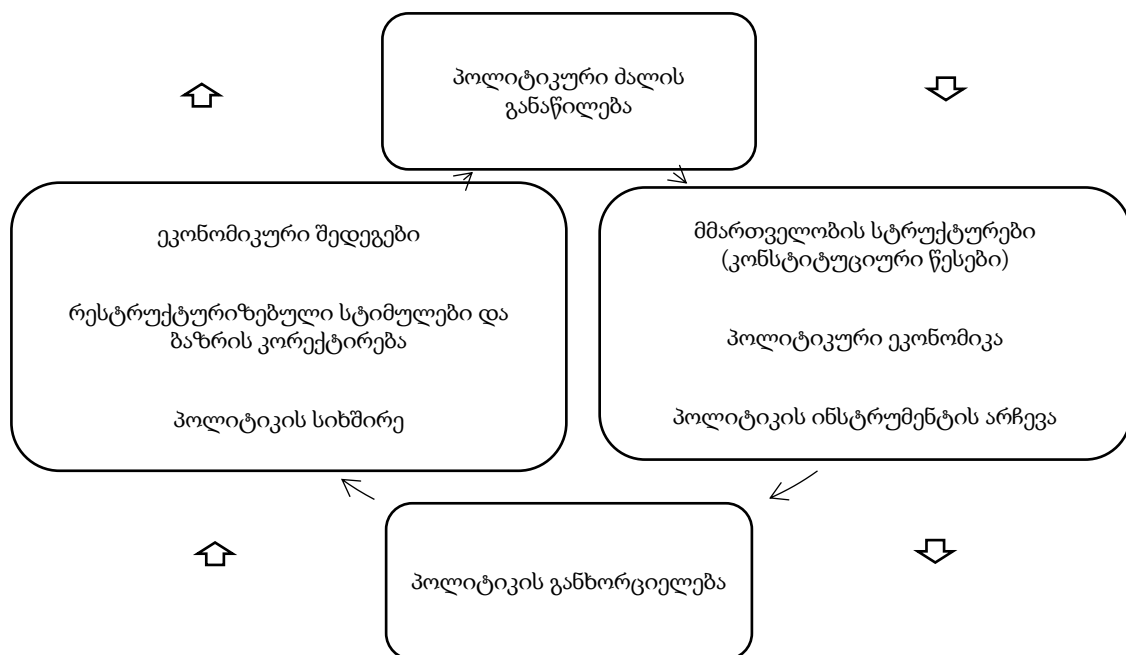 პოლიტიკური ძალის
განაწილება
ეკონომიკური შედეგები
რესტრუქტურიზებული სტიმულები და
ბაზრის კორექტირება
პოლიტიკის სიხშირე
მმართველობის სტრუქტურები
(კონსტიტუციური წესები)
პოლიტიკური ეკონომიკა
პოლიტიკის ინსტრუმენტის არჩევა
პოლიტიკის განხორციელება